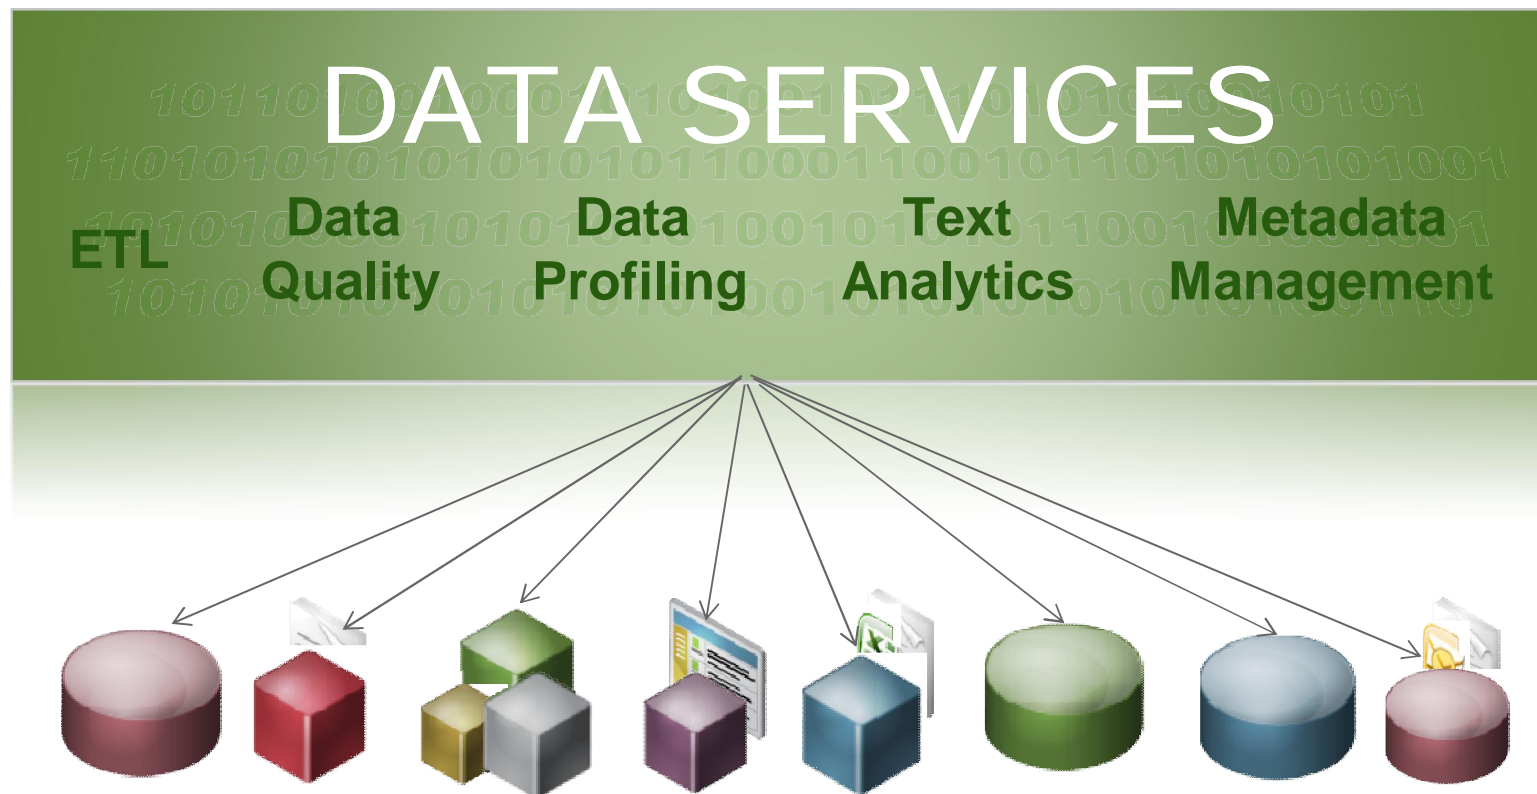 DATA SERVICES
ETL
Data Quality
Data Profiling
Text Analytics
Metadata Management